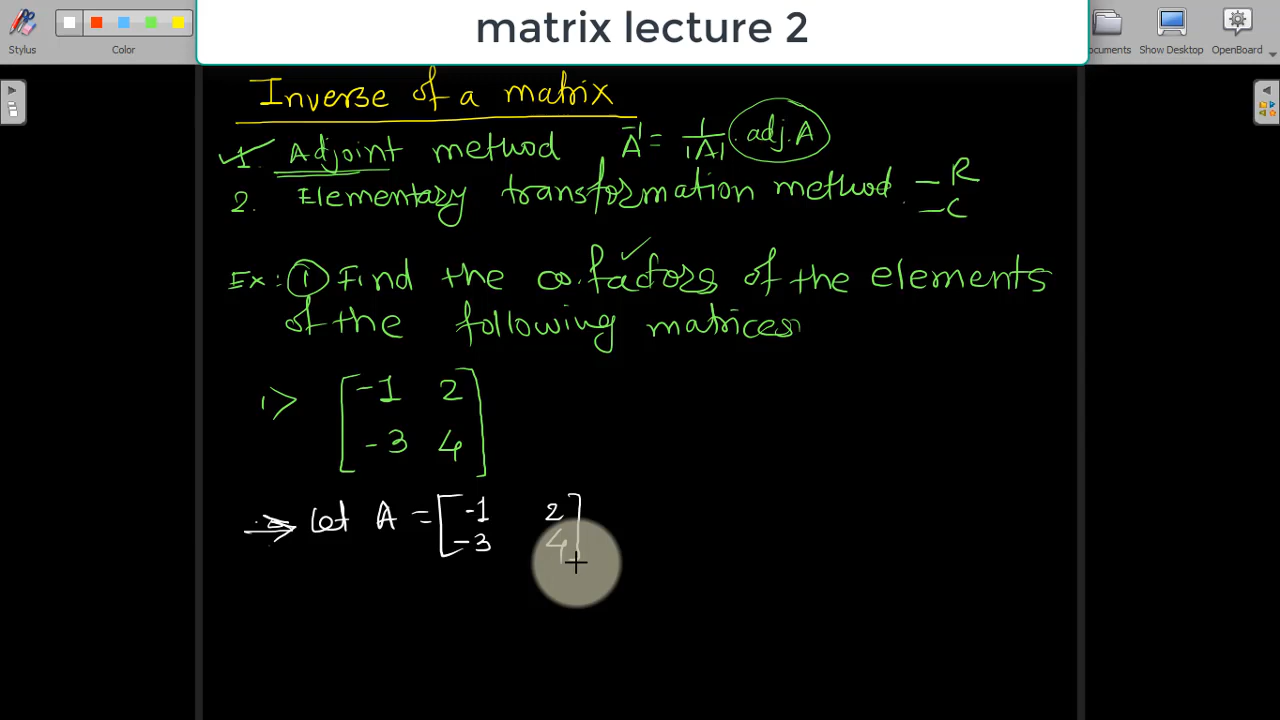 matrix lecture 2
Stylus
Color
Show Desktop
OpenBoard
Inverse of a matrix
1. Adjoint method A⁻¹ = 1/|A| . adj.A
2. Elementary transformation method. – R
– C
Ex: ① Find the co.factors of the elements
of the following matrices
1> [ -1 2
-3 4 ]
⇒ Let A = [ -1 2
-3 4 ]